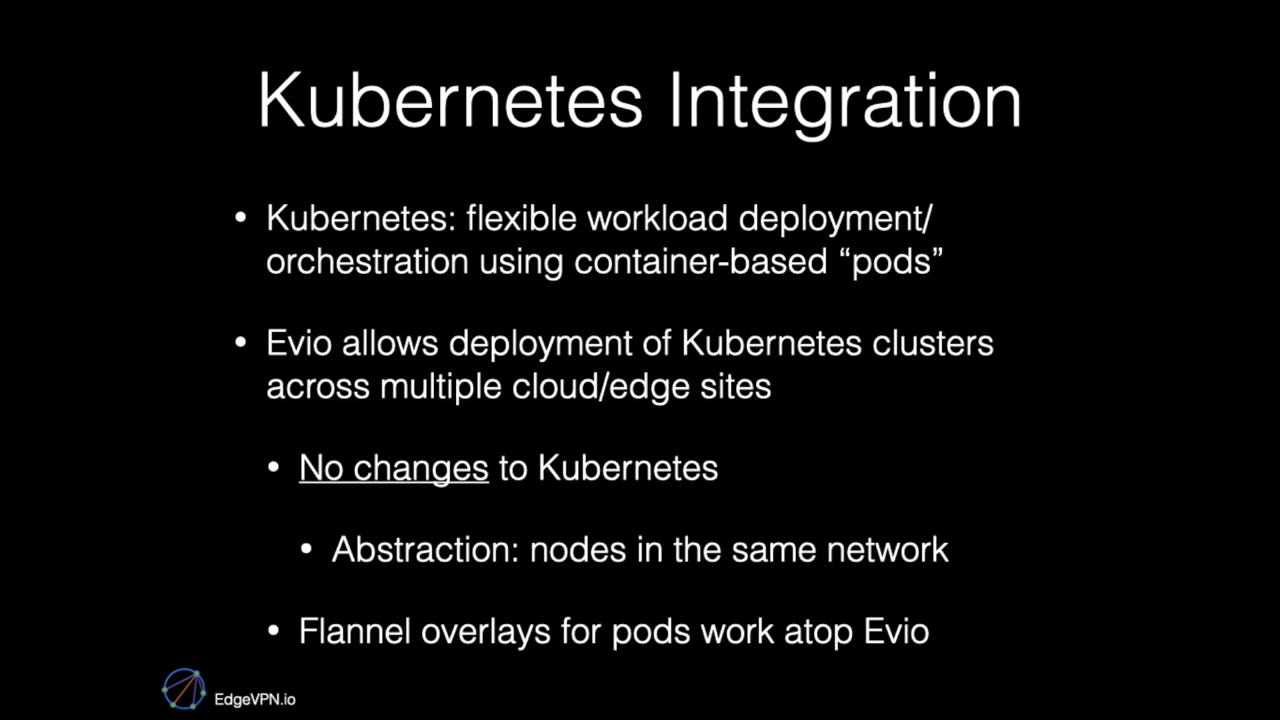 Kubernetes Integration
• Kubernetes: flexible workload deployment/
orchestration using container-based “pods”
• Evio allows deployment of Kubernetes clusters
across multiple cloud/edge sites
• No changes to Kubernetes
• Abstraction: nodes in the same network
• Flannel overlays for pods work atop Evio
EdgeVPN.io